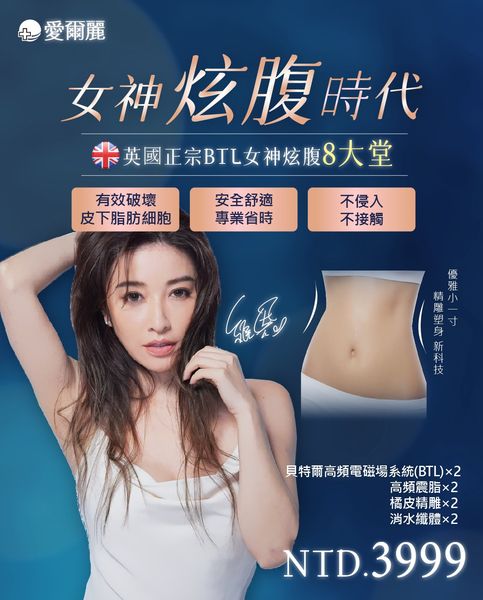 愛爾麗
女神炫腹時代
英國正宗BTL女神炫腹8大堂
有效破壞
皮下脂肪細胞
安全舒適
專業省時
不侵入
不接觸
優雅小一寸
精雕塑身 新科技
貝特爾高頻電磁場系統(BTL)×2
高頻震脂×2
橘皮精雕×2
消水纖體×2
NTD.3999